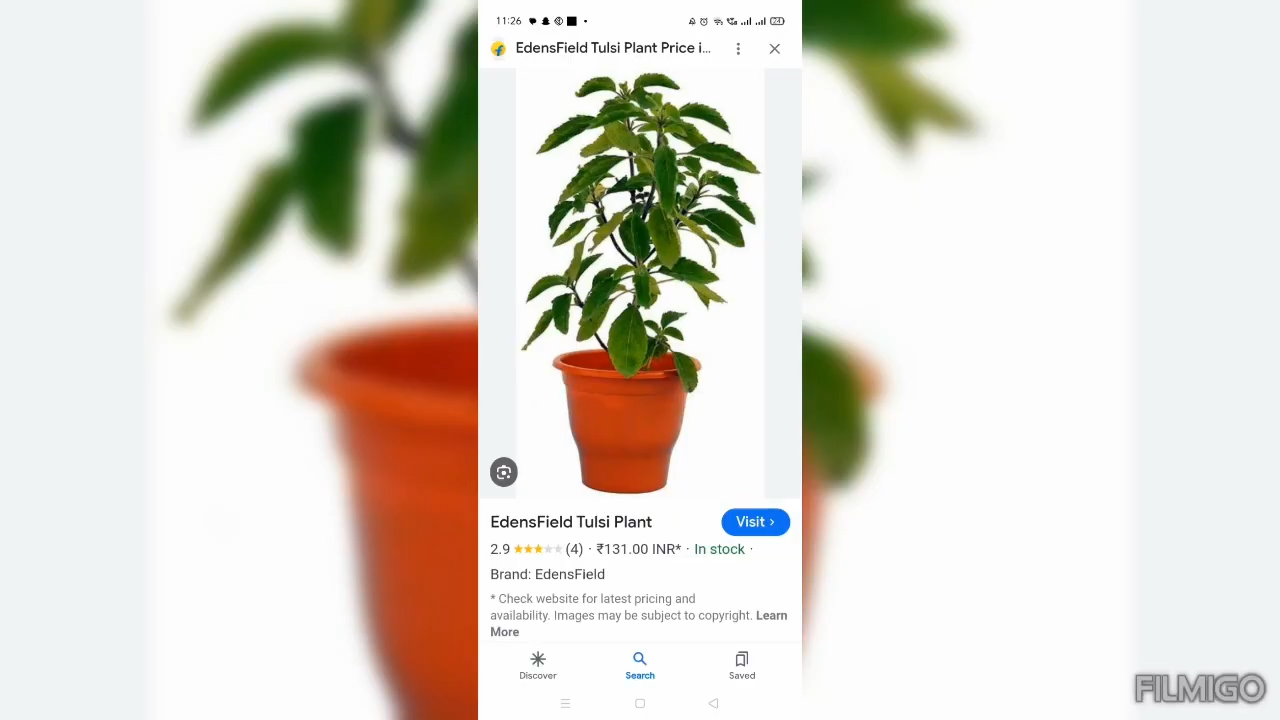 11:26
24
EdensField Tulsi Plant Price i...
EdensField Tulsi Plant
Visit ›
2.9 (4) · ₹131.00 INR* · In stock ·
Brand: EdensField
* Check website for latest pricing and
availability. Images may be subject to copyright. Learn
More
Discover
Search
Saved
FILMIGO